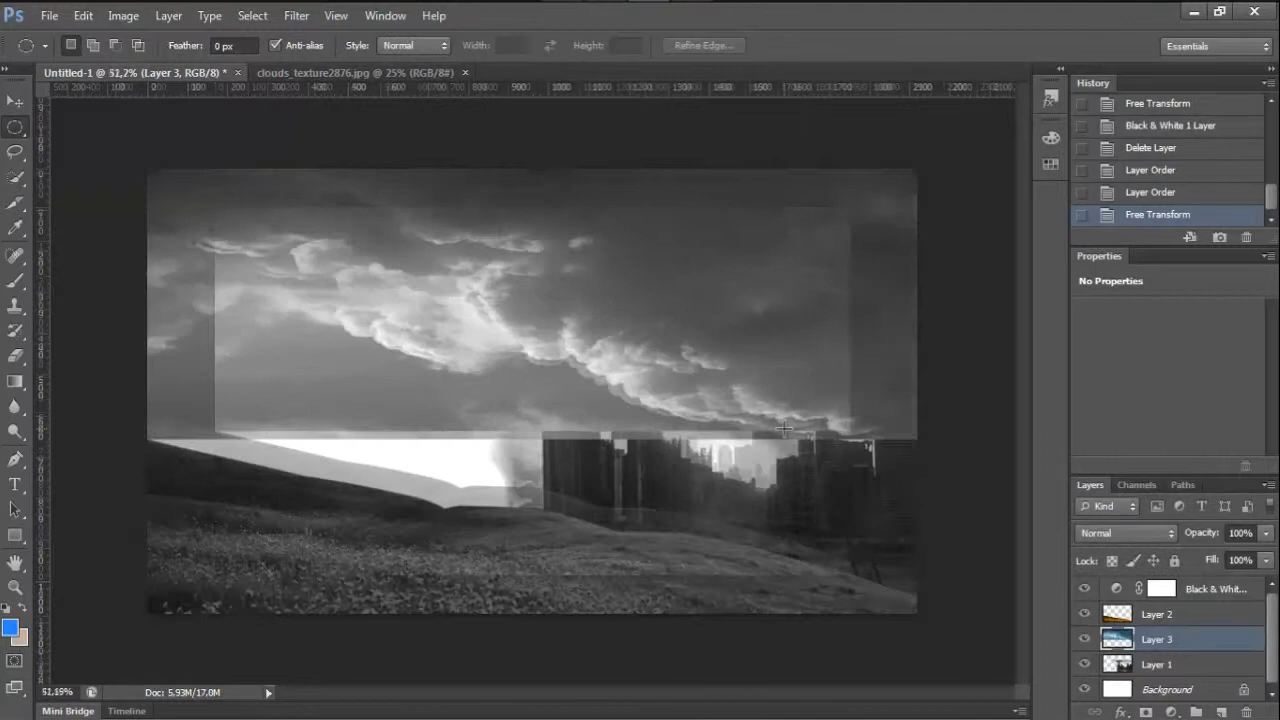 Ps File Edit Image Layer Type Select Filter View Window Help
Feather: 0 px Anti-alias Style: Normal Width: Height: Refine Edge... Essentials
Untitled-1 @ 51,2% (Layer 3, RGB/8) * × clouds_texture2876.jpg @ 25% (RGB/8#) ×
History
Free Transform
Black & White 1 Layer
Delete Layer
Layer Order
Layer Order
Free Transform
Properties
No Properties
Layers Channels Paths
Kind
Normal Opacity: 100%
Lock: Fill: 100%
Black & Whit...
Layer 2
Layer 3
Layer 1
Background
Doc: 5.93M/17.0M
Mini Bridge Timeline
fx